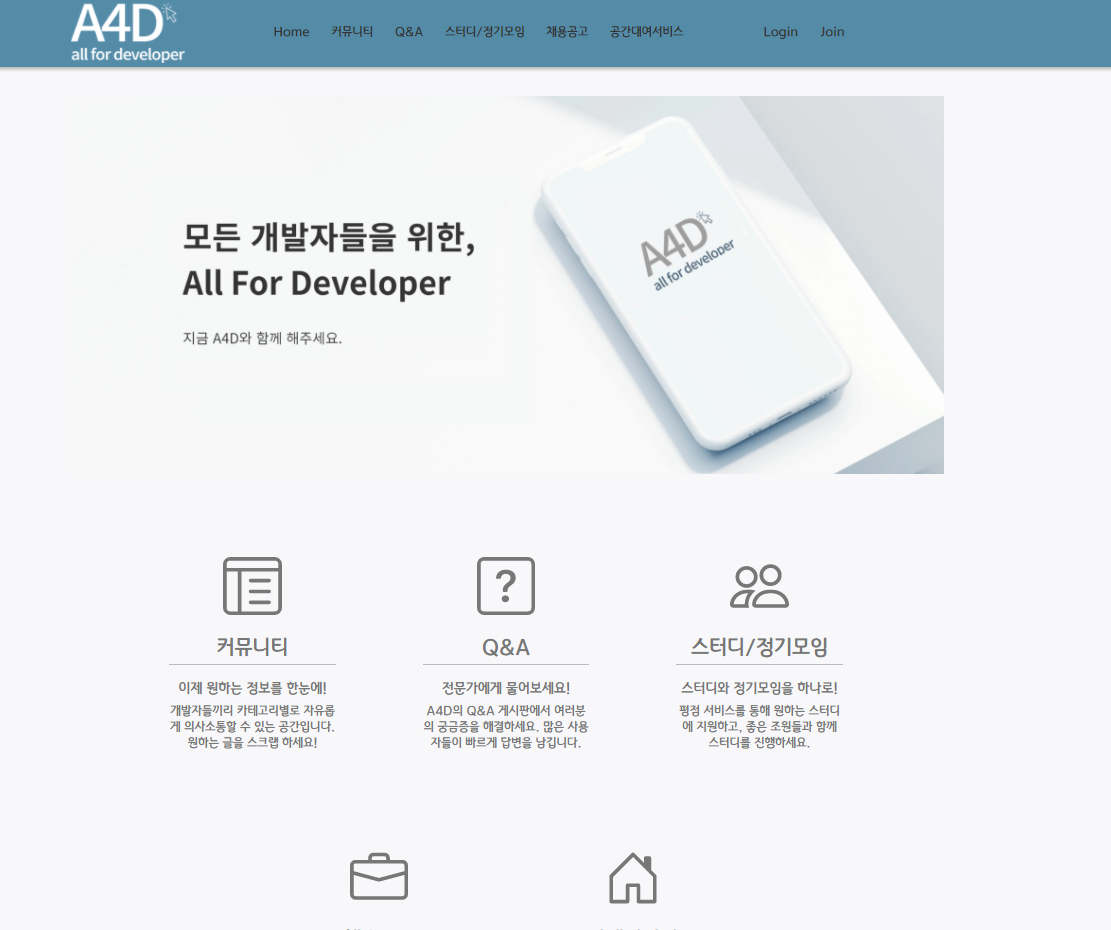 A4D
all for developer
Home 커뮤니티 Q&A 스터디/정기모임 채용공고 공간대여서비스 Login Join
모든 개발자들을 위한,
All For Developer
지금 A4D와 함께 해주세요.
A4D
all for developer
커뮤니티
이제 원하는 정보를 한눈에!
개발자들끼리 카테고리별로 자유롭
게 의사소통할 수 있는 공간입니다.
원하는 글을 스크랩 하세요!
?
Q&A
전문가에게 물어보세요!
A4D의 Q&A 게시판에서 여러분
의 궁금증을 해결하세요. 많은 사용
자들이 빠르게 답변을 남깁니다.
스터디/정기모임
스터디와 정기모임을 하나로!
평점 서비스를 통해 원하는 스터디
에 지원하고, 좋은 조원들과 함께
스터디를 진행하세요.